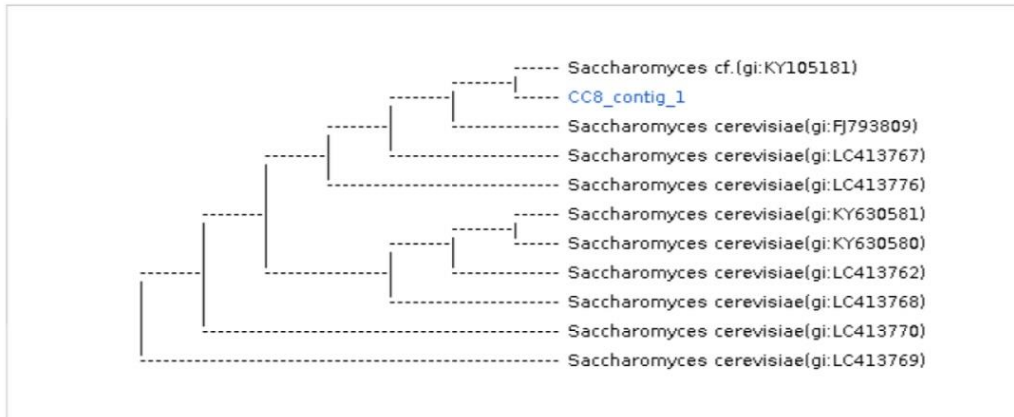 Saccharomyces cf.(gi:KY105181)
CC8_contig_1
Saccharomyces cerevisiae(gi:FJ793809)
Saccharomyces cerevisiae(gi:LC413767)
Saccharomyces cerevisiae(gi:LC413776)
Saccharomyces cerevisiae(gi:KY630581)
Saccharomyces cerevisiae(gi:KY630580)
Saccharomyces cerevisiae(gi:LC413762)
Saccharomyces cerevisiae(gi:LC413768)
Saccharomyces cerevisiae(gi:LC413770)
Saccharomyces cerevisiae(gi:LC413769)